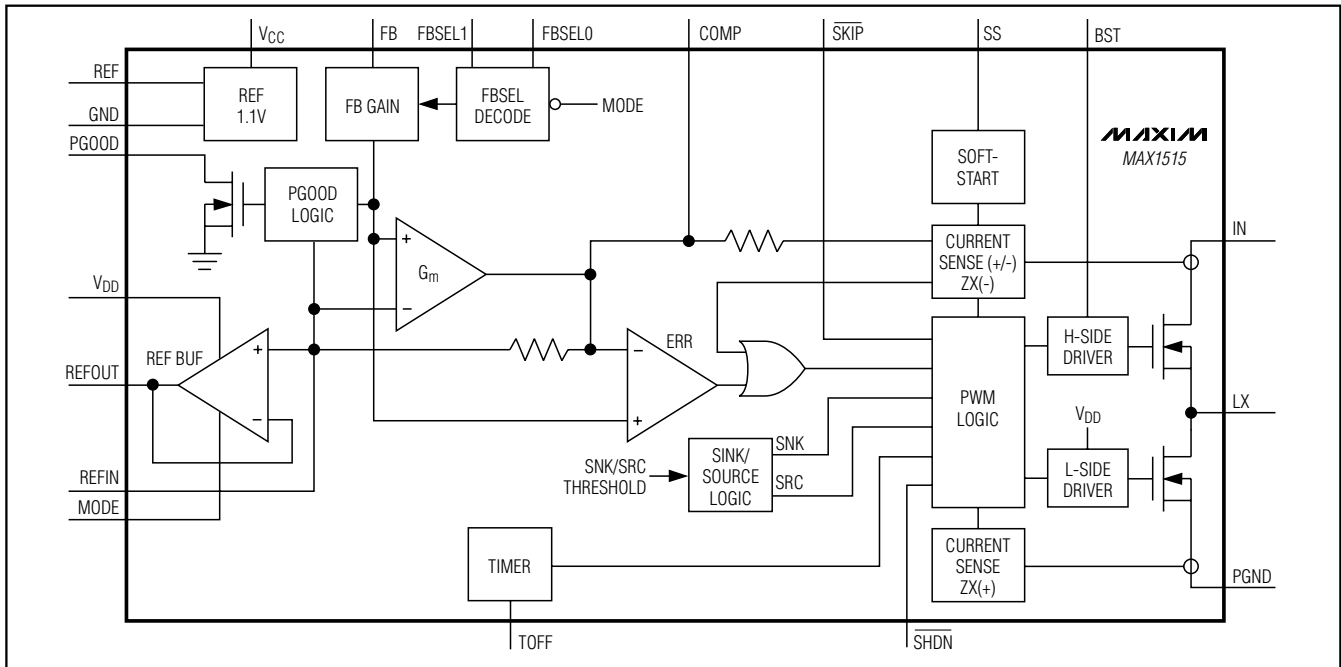 VCC
FB
FBSEL1
FBSEL0
COMP
SKIP
SS
BST
REF
GND
PGOOD
VDD
REFOUT
REFIN
MODE
REF
1.1V
FB GAIN
FBSEL
DECODE
MODE
MAXIM
MAX1515
SOFT-
START
PGOOD
LOGIC
+
Gm
−
CURRENT
SENSE (+/-)
ZX(-)
IN
REF BUF
+
−
ERR
−
+
PWM
LOGIC
H-SIDE
DRIVER
LX
VDD
L-SIDE
DRIVER
SNK/SRC
THRESHOLD
SINK/
SOURCE
LOGIC
SNK
SRC
TIMER
CURRENT
SENSE
ZX(+)
PGND
TOFF
SHDN